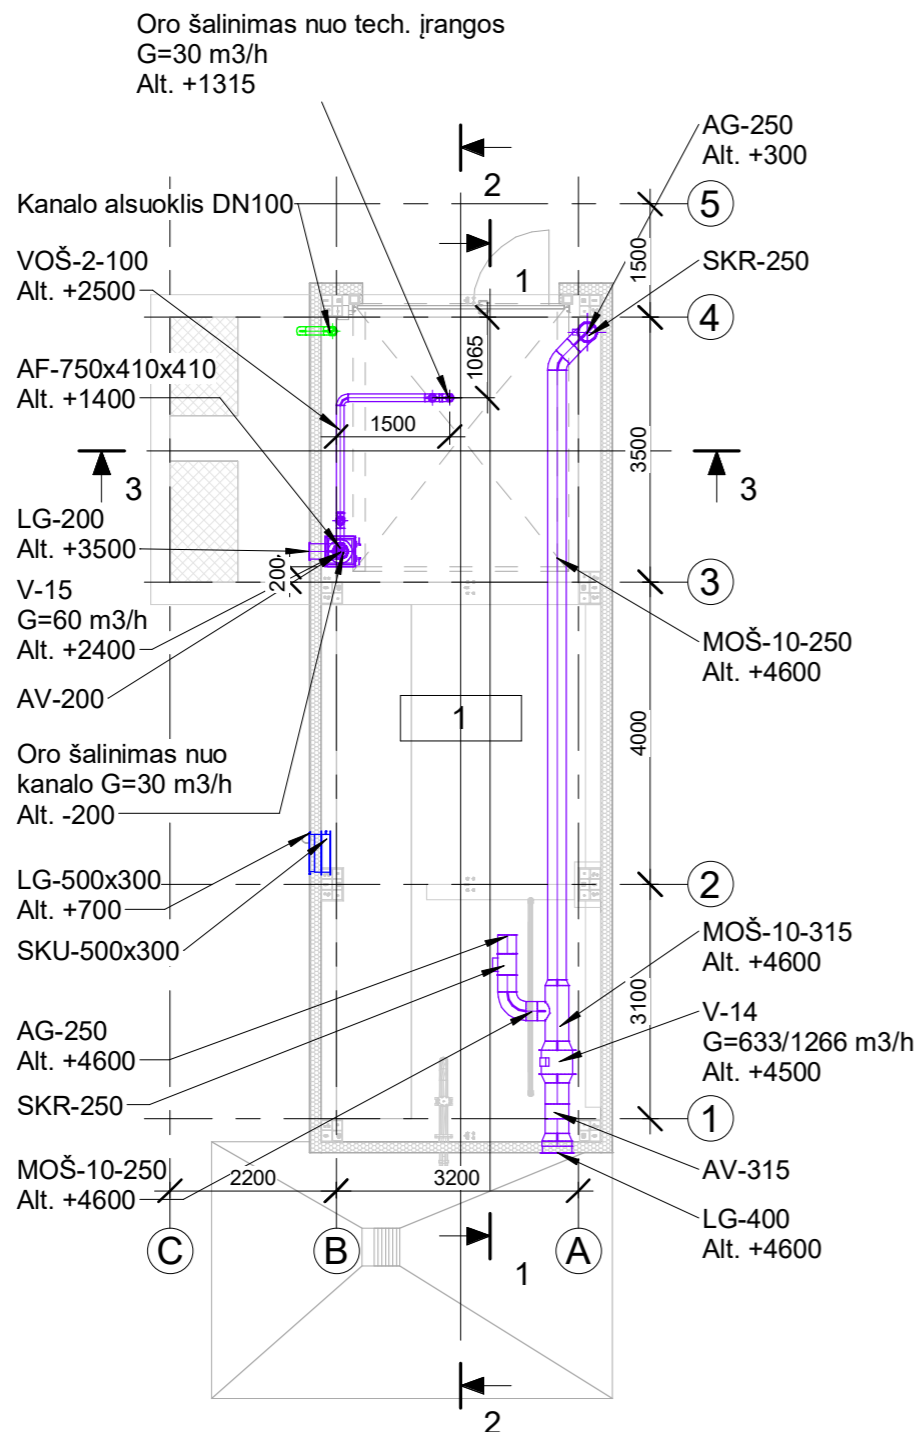 Oro šalinimas nuo tech. įrangos
G=30 m3/h
Alt. +1315
AG-250
Alt. +300
2
Kanalo alsuoklis DN100
5
1500
VOŠ-2-100
Alt. +2500
1
SKR-250
4
1065
AF-750x410x410
Alt. +1400
1500
3500
3
3
LG-200
Alt. +3500
200
3
V-15
G=60 m3/h
Alt. +2400
MOŠ-10-250
Alt. +4600
AV-200
1
4000
Oro šalinimas nuo
kanalo G=30 m3/h
Alt. -200
LG-500x300
Alt. +700
2
SKU-500x300
MOŠ-10-315
Alt. +4600
3100
AG-250
Alt. +4600
V-14
G=633/1266 m3/h
Alt. +4500
SKR-250
1
MOŠ-10-250
Alt. +4600
2200
3200
AV-315
LG-400
Alt. +4600
C
B
A
1
2